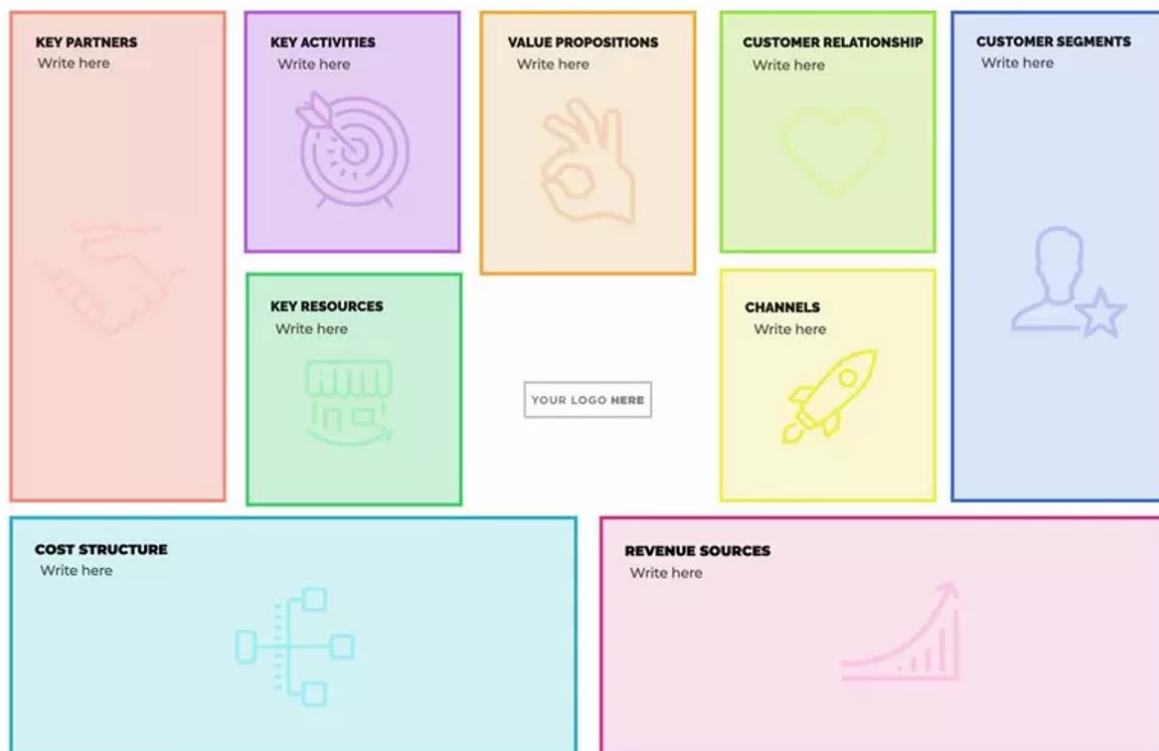 KEY PARTNERS
Write here
KEY ACTIVITIES
Write here
VALUE PROPOSITIONS
Write here
CUSTOMER RELATIONSHIP
Write here
CUSTOMER SEGMENTS
Write here
KEY RESOURCES
Write here
CHANNELS
Write here
YOUR LOGO HERE
COST STRUCTURE
Write here
REVENUE SOURCES
Write here